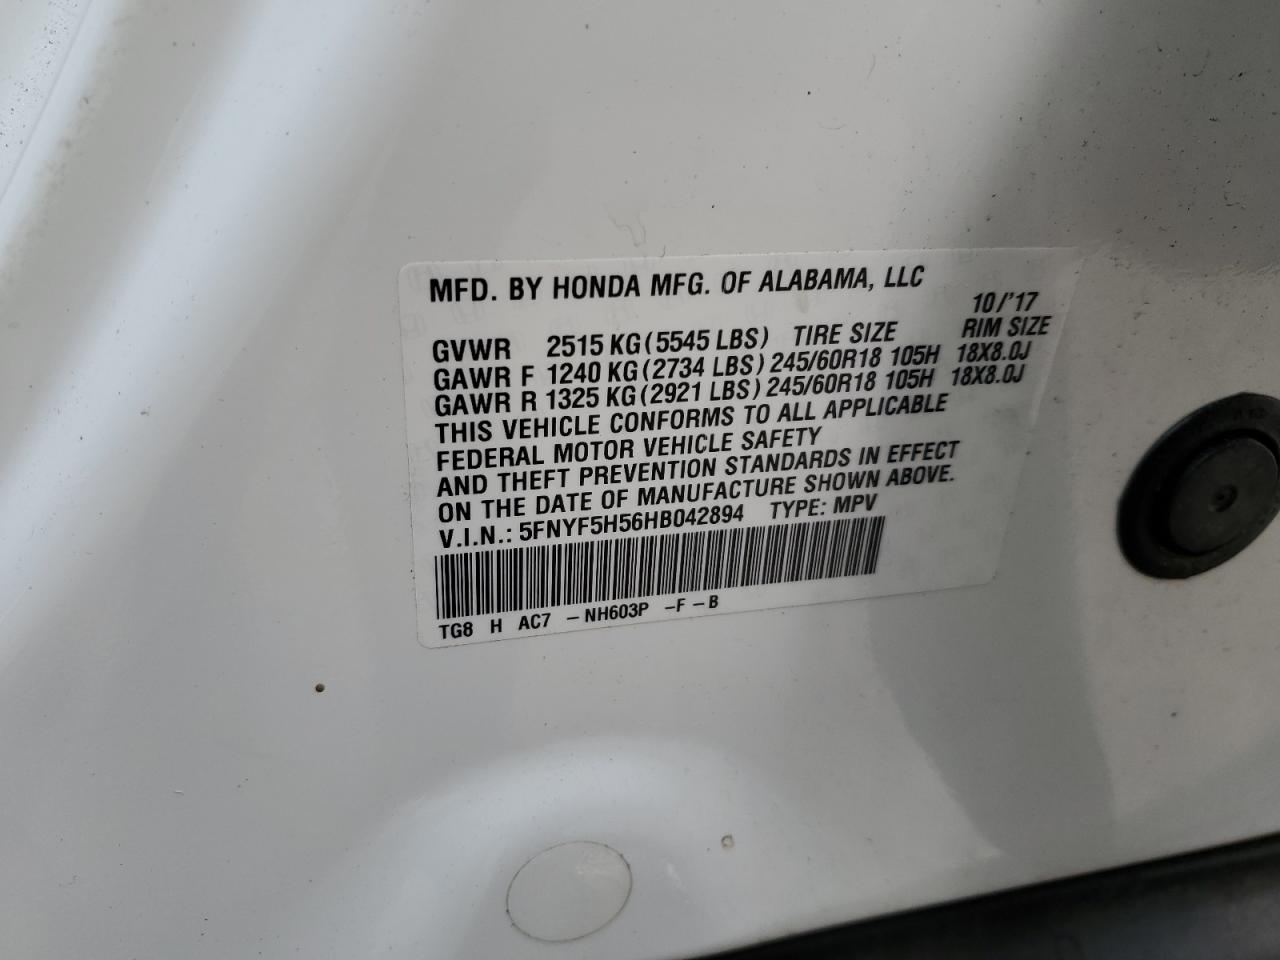 MFD. BY HONDA MFG. OF ALABAMA, LLC
10/'17
GVWR 2515 KG (5545 LBS) TIRE SIZE RIM SIZE
GAWR F 1240 KG (2734 LBS) 245/60R18 105H 18X8.0J
GAWR R 1325 KG (2921 LBS) 245/60R18 105H 18X8.0J
THIS VEHICLE CONFORMS TO ALL APPLICABLE
FEDERAL MOTOR VEHICLE SAFETY
AND THEFT PREVENTION STANDARDS IN EFFECT
ON THE DATE OF MANUFACTURE SHOWN ABOVE.
V.I.N.: 5FNYF5H56HB042894 TYPE: MPV
TG8 H AC7 -NH603P -F-B